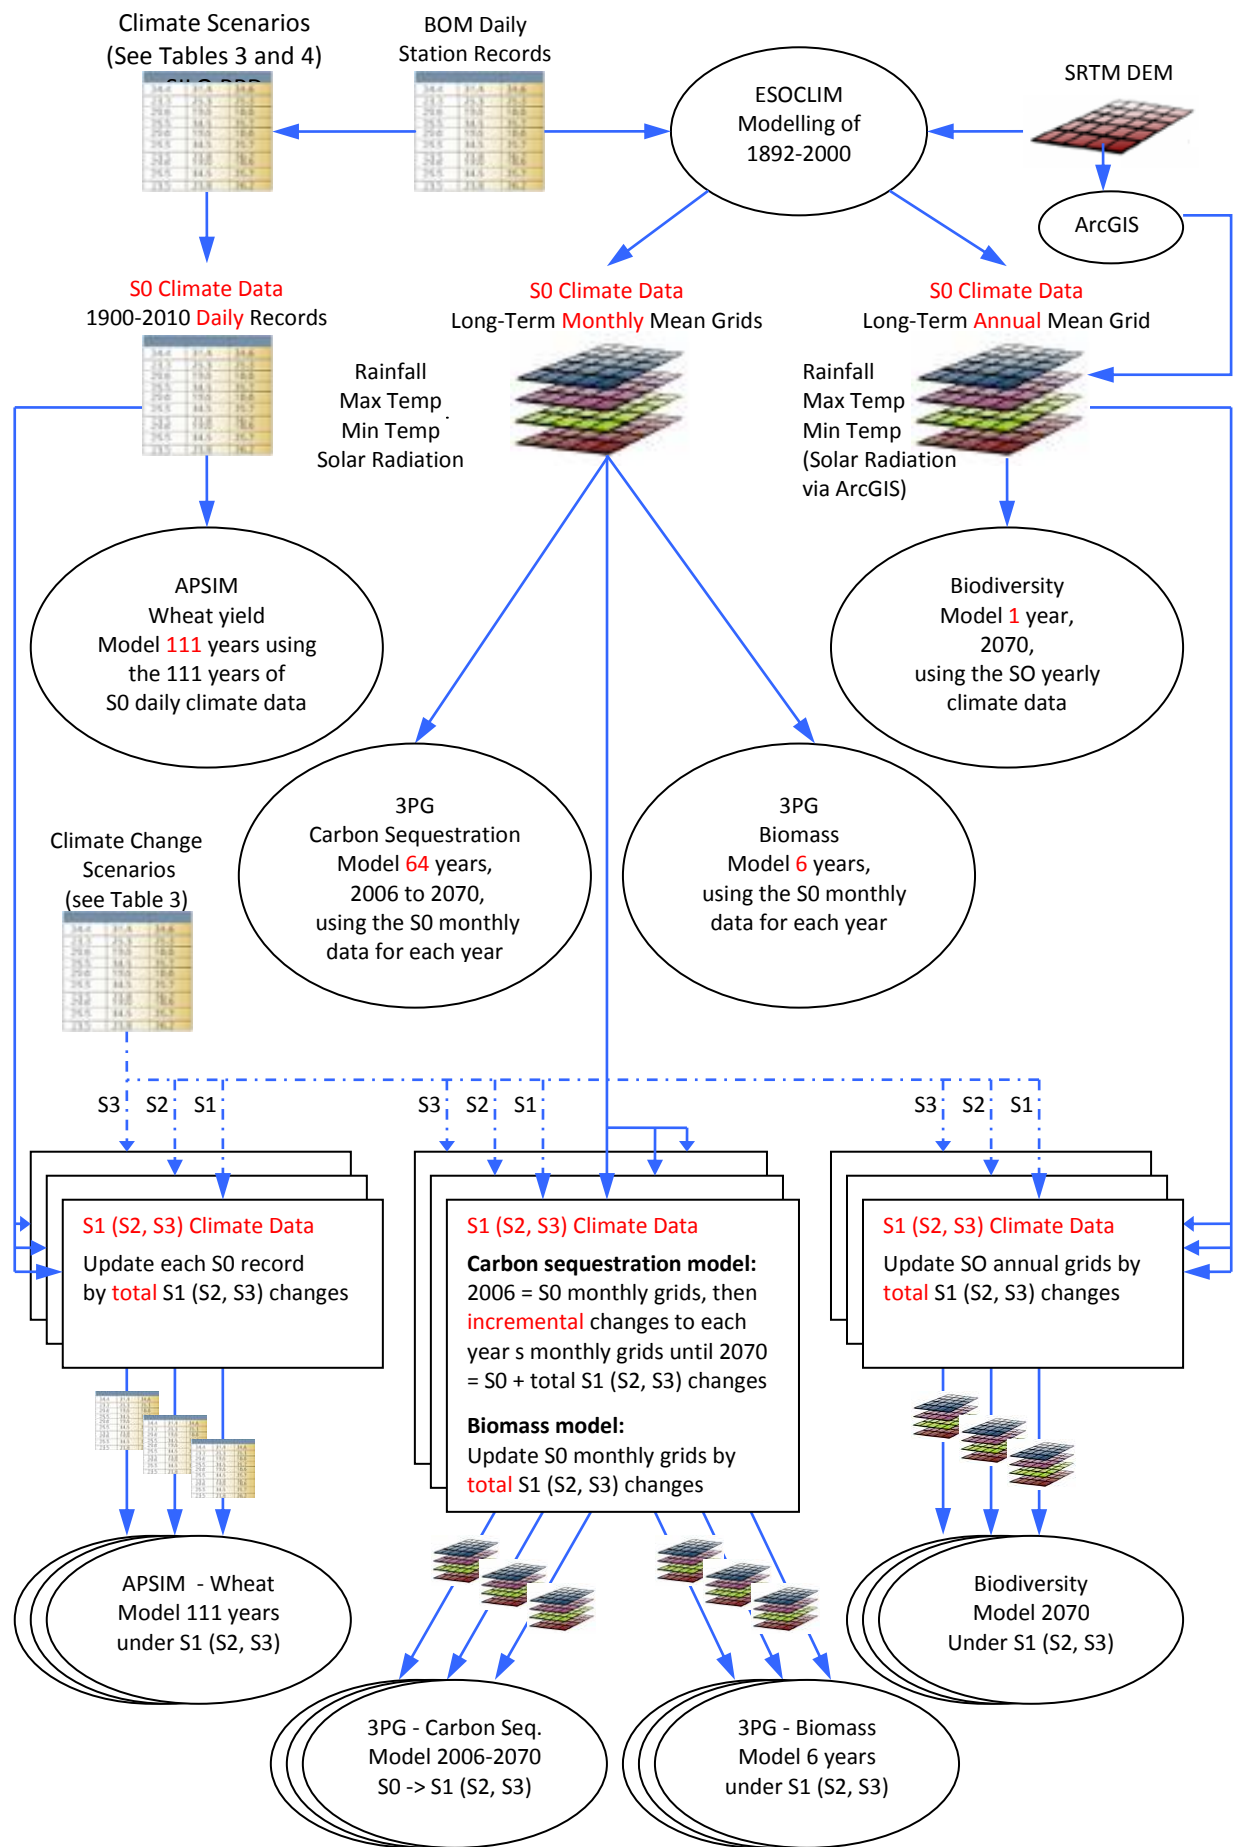 Climate Scenarios
(See Tables 3 and 4)
BOM Daily
Station Records
ESOCLIM
Modelling of
1892-2000
SRTM DEM
ArcGIS
S0 Climate Data
1900-2010 Daily Records
S0 Climate Data
Long-Term Monthly Mean Grids
Rainfall
Max Temp
Min Temp
Solar Radiation
S0 Climate Data
Long-Term Annual Mean Grid
Rainfall
Max Temp
Min Temp
(Solar Radiation
via ArcGIS)
APSIM
Wheat yield
Model 111 years using
the 111 years of
S0 daily climate data
Biodiversity
Model 1 year,
2070,
using the SO yearly
climate data
3PG
Carbon Sequestration
Model 64 years,
2006 to 2070,
using the S0 monthly
data for each year
3PG
Biomass
Model 6 years,
using the S0 monthly
data for each year
Climate Change
Scenarios
(see Table 3)
S3 S2 S1
S3 S2 S1
S3 S2 S1
S1 (S2, S3) Climate Data
Update each S0 record
by total S1 (S2, S3) changes
S1 (S2, S3) Climate Data
Carbon sequestration model:
2006 = S0 monthly grids, then
incremental changes to each
year s monthly grids until 2070
= S0 + total S1 (S2, S3) changes
Biomass model:
Update S0 monthly grids by
total S1 (S2, S3) changes
S1 (S2, S3) Climate Data
Update SO annual grids by
total S1 (S2, S3) changes
APSIM - Wheat
Model 111 years
under S1 (S2, S3)
3PG - Carbon Seq.
Model 2006-2070
S0 -> S1 (S2, S3)
3PG - Biomass
Model 6 years
under S1 (S2, S3)
Biodiversity
Model 2070
Under S1 (S2, S3)